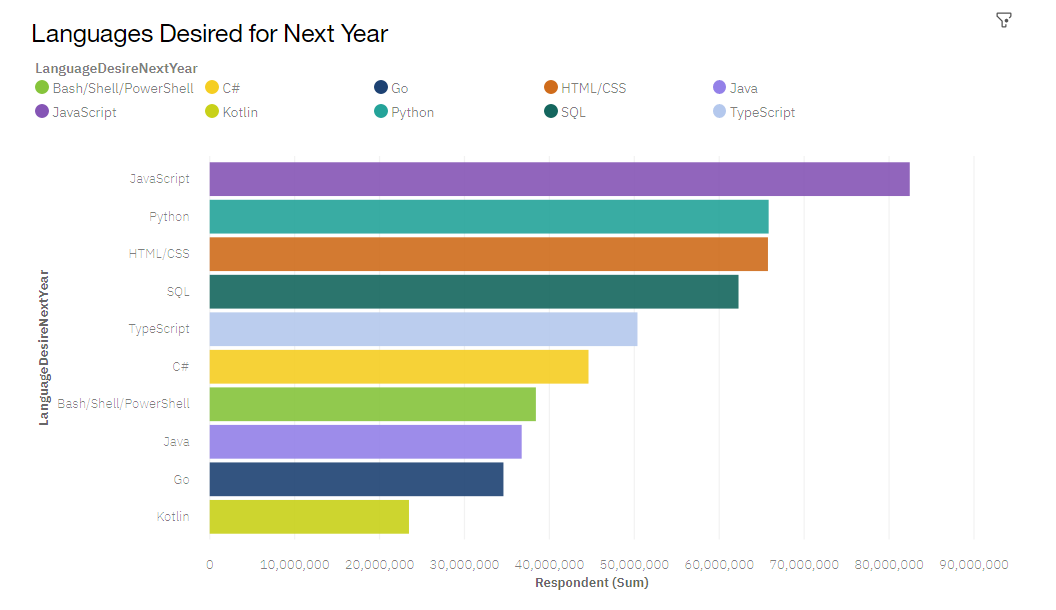 Languages Desired for Next Year
LanguageDesireNextYear
Bash/Shell/PowerShell C# Go HTML/CSS Java
JavaScript Kotlin Python SQL TypeScript
LanguageDesireNextYear
JavaScript
Python
HTML/CSS
SQL
TypeScript
C#
Bash/Shell/PowerShell
Java
Go
Kotlin
0 10,000,000 20,000,000 30,000,000 40,000,000 50,000,000 60,000,000 70,000,000 80,000,000 90,000,000
Respondent (Sum)